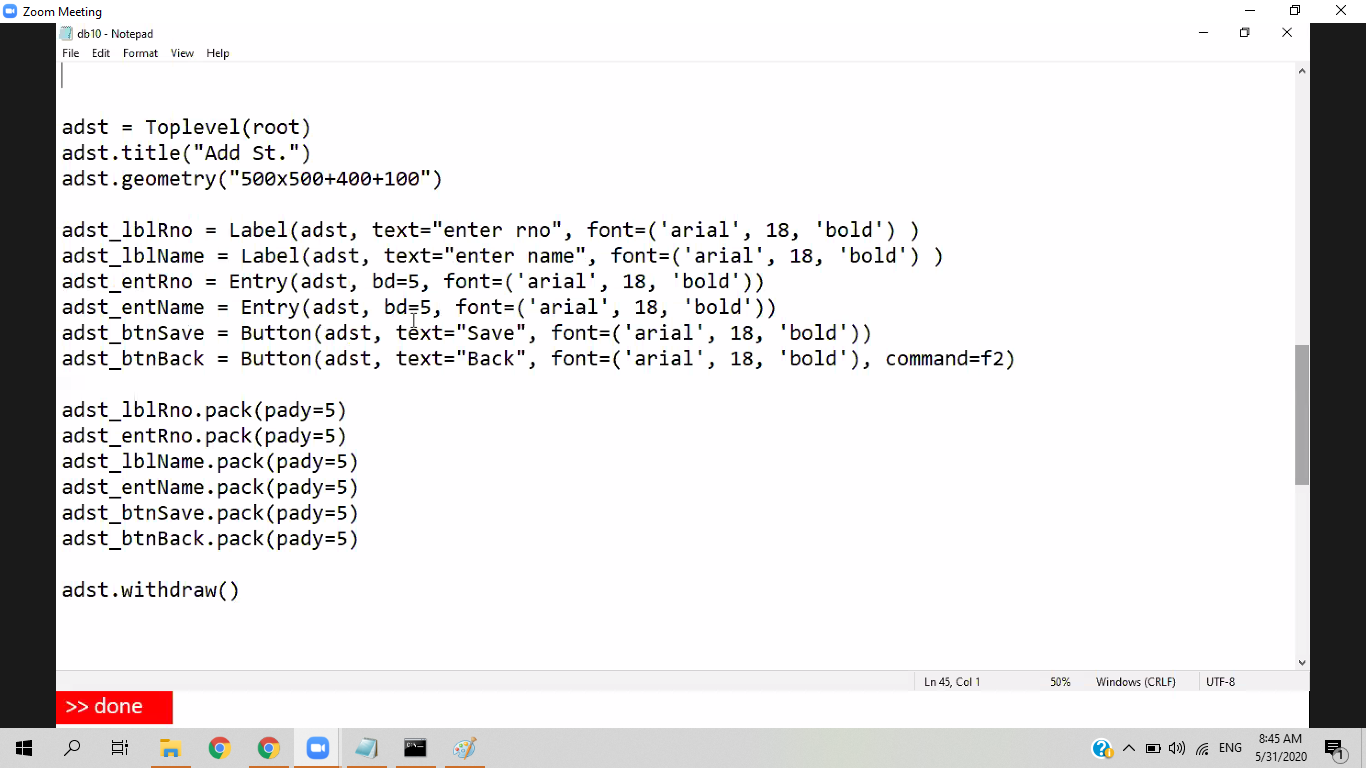 Zoom Meeting
db10 - Notepad
File Edit Format View Help
adst = Toplevel(root)
adst.title("Add St.")
adst.geometry("500x500+400+100")
adst_lblRno = Label(adst, text="enter rno", font=('arial', 18, 'bold') )
adst_lblName = Label(adst, text="enter name", font=('arial', 18, 'bold') )
adst_entRno = Entry(adst, bd=5, font=('arial', 18, 'bold'))
adst_entName = Entry(adst, bd=5, font=('arial', 18, 'bold'))
adst_btnSave = Button(adst, text="Save", font=('arial', 18, 'bold'))
adst_btnBack = Button(adst, text="Back", font=('arial', 18, 'bold'), command=f2)
adst_lblRno.pack(pady=5)
adst_entRno.pack(pady=5)
adst_lblName.pack(pady=5)
adst_entName.pack(pady=5)
adst_btnSave.pack(pady=5)
adst_btnBack.pack(pady=5)
adst.withdraw()
Ln 45, Col 1 50% Windows (CRLF) UTF-8
>> done
ENG
8:45 AM
5/31/2020
1